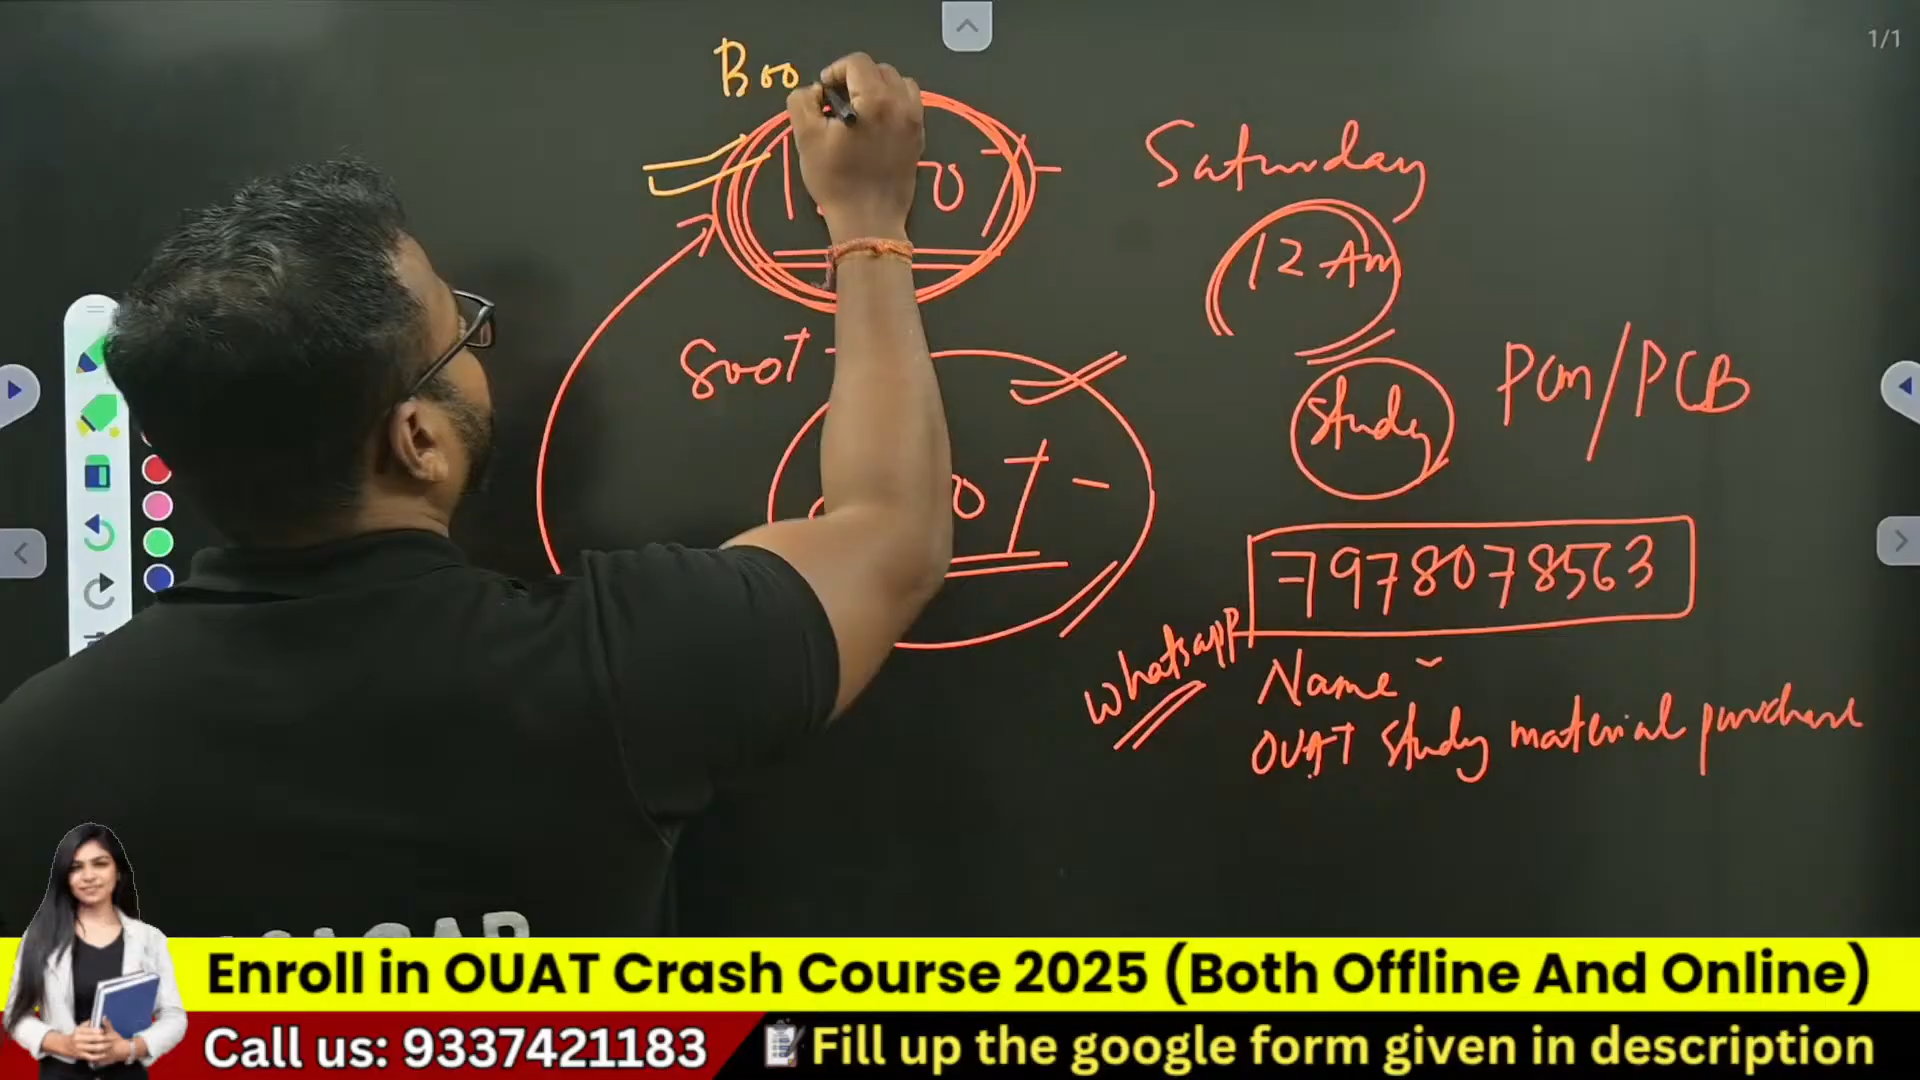 1/1
Boo
Saturday
12 Am
Study
PCM/PCB
7978078563
Whatsapp
Name -
OUAT Study material purchase
Enroll in OUAT Crash Course 2025 (Both Offline And Online)
Call us: 9337421183
Fill up the google form given in description